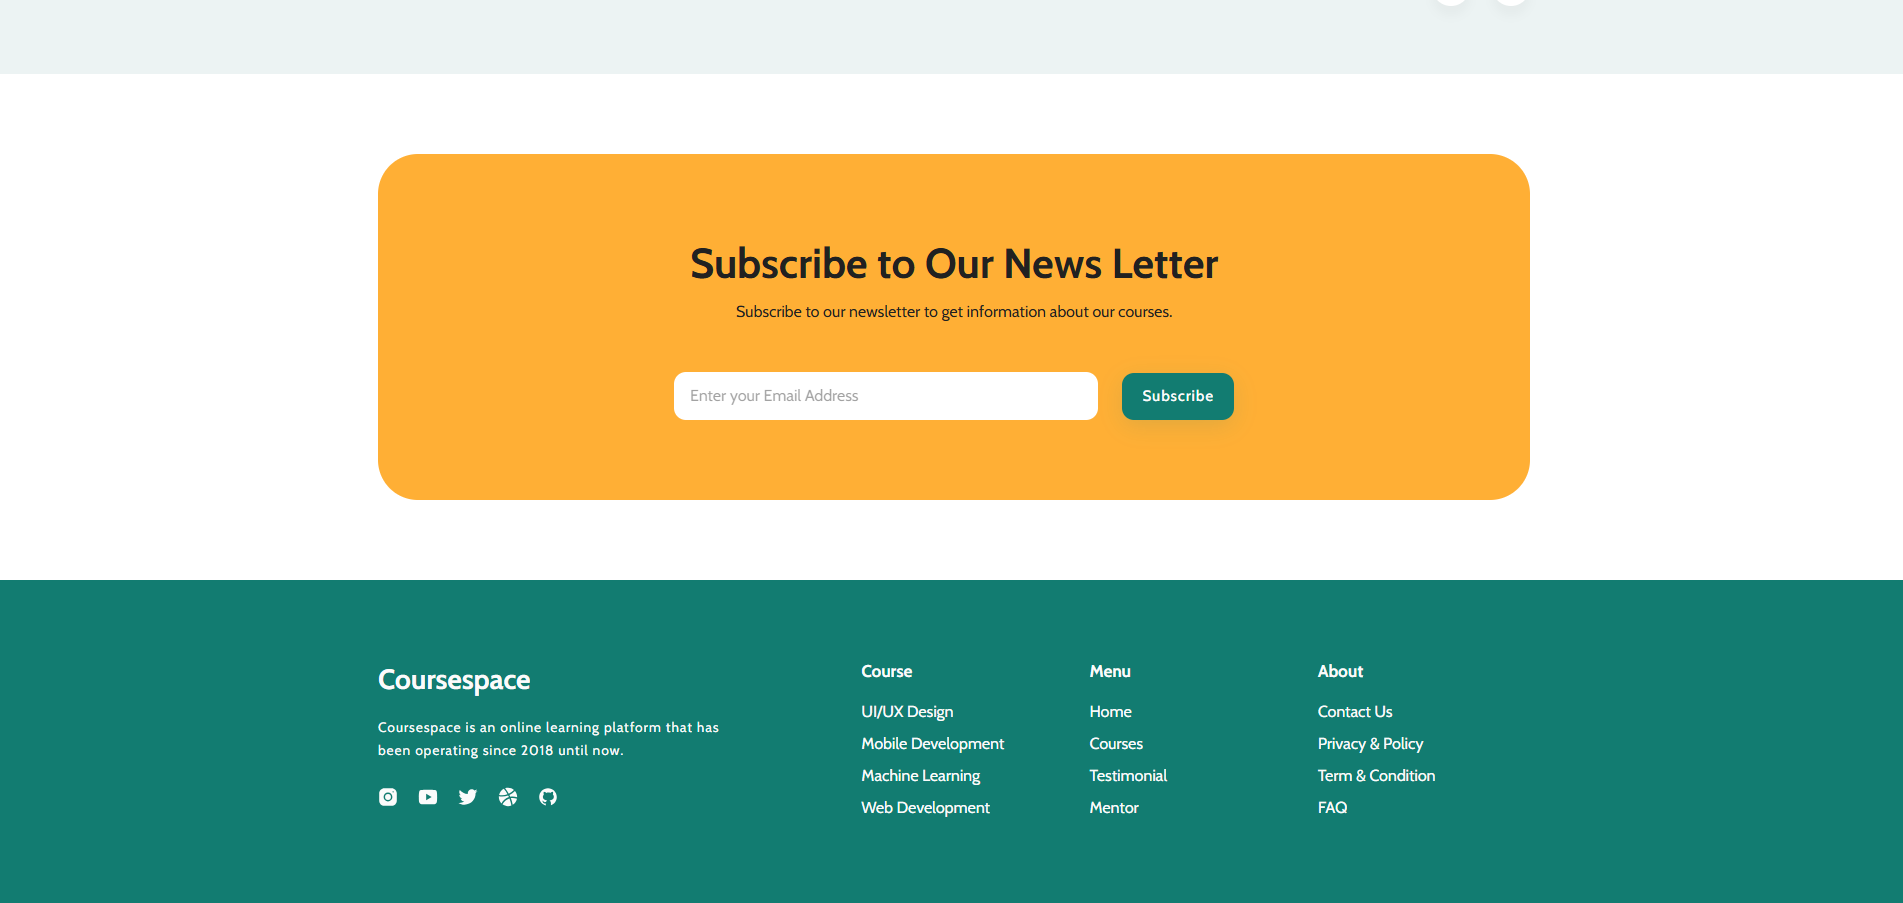 Subscribe to Our News Letter
Subscribe to our newsletter to get information about our courses.
Enter your Email Address
Subscribe
Coursespace
Coursespace is an online learning platform that has
been operating since 2018 until now.
Course
UI/UX Design
Mobile Development
Machine Learning
Web Development
Menu
Home
Courses
Testimonial
Mentor
About
Contact Us
Privacy & Policy
Term & Condition
FAQ